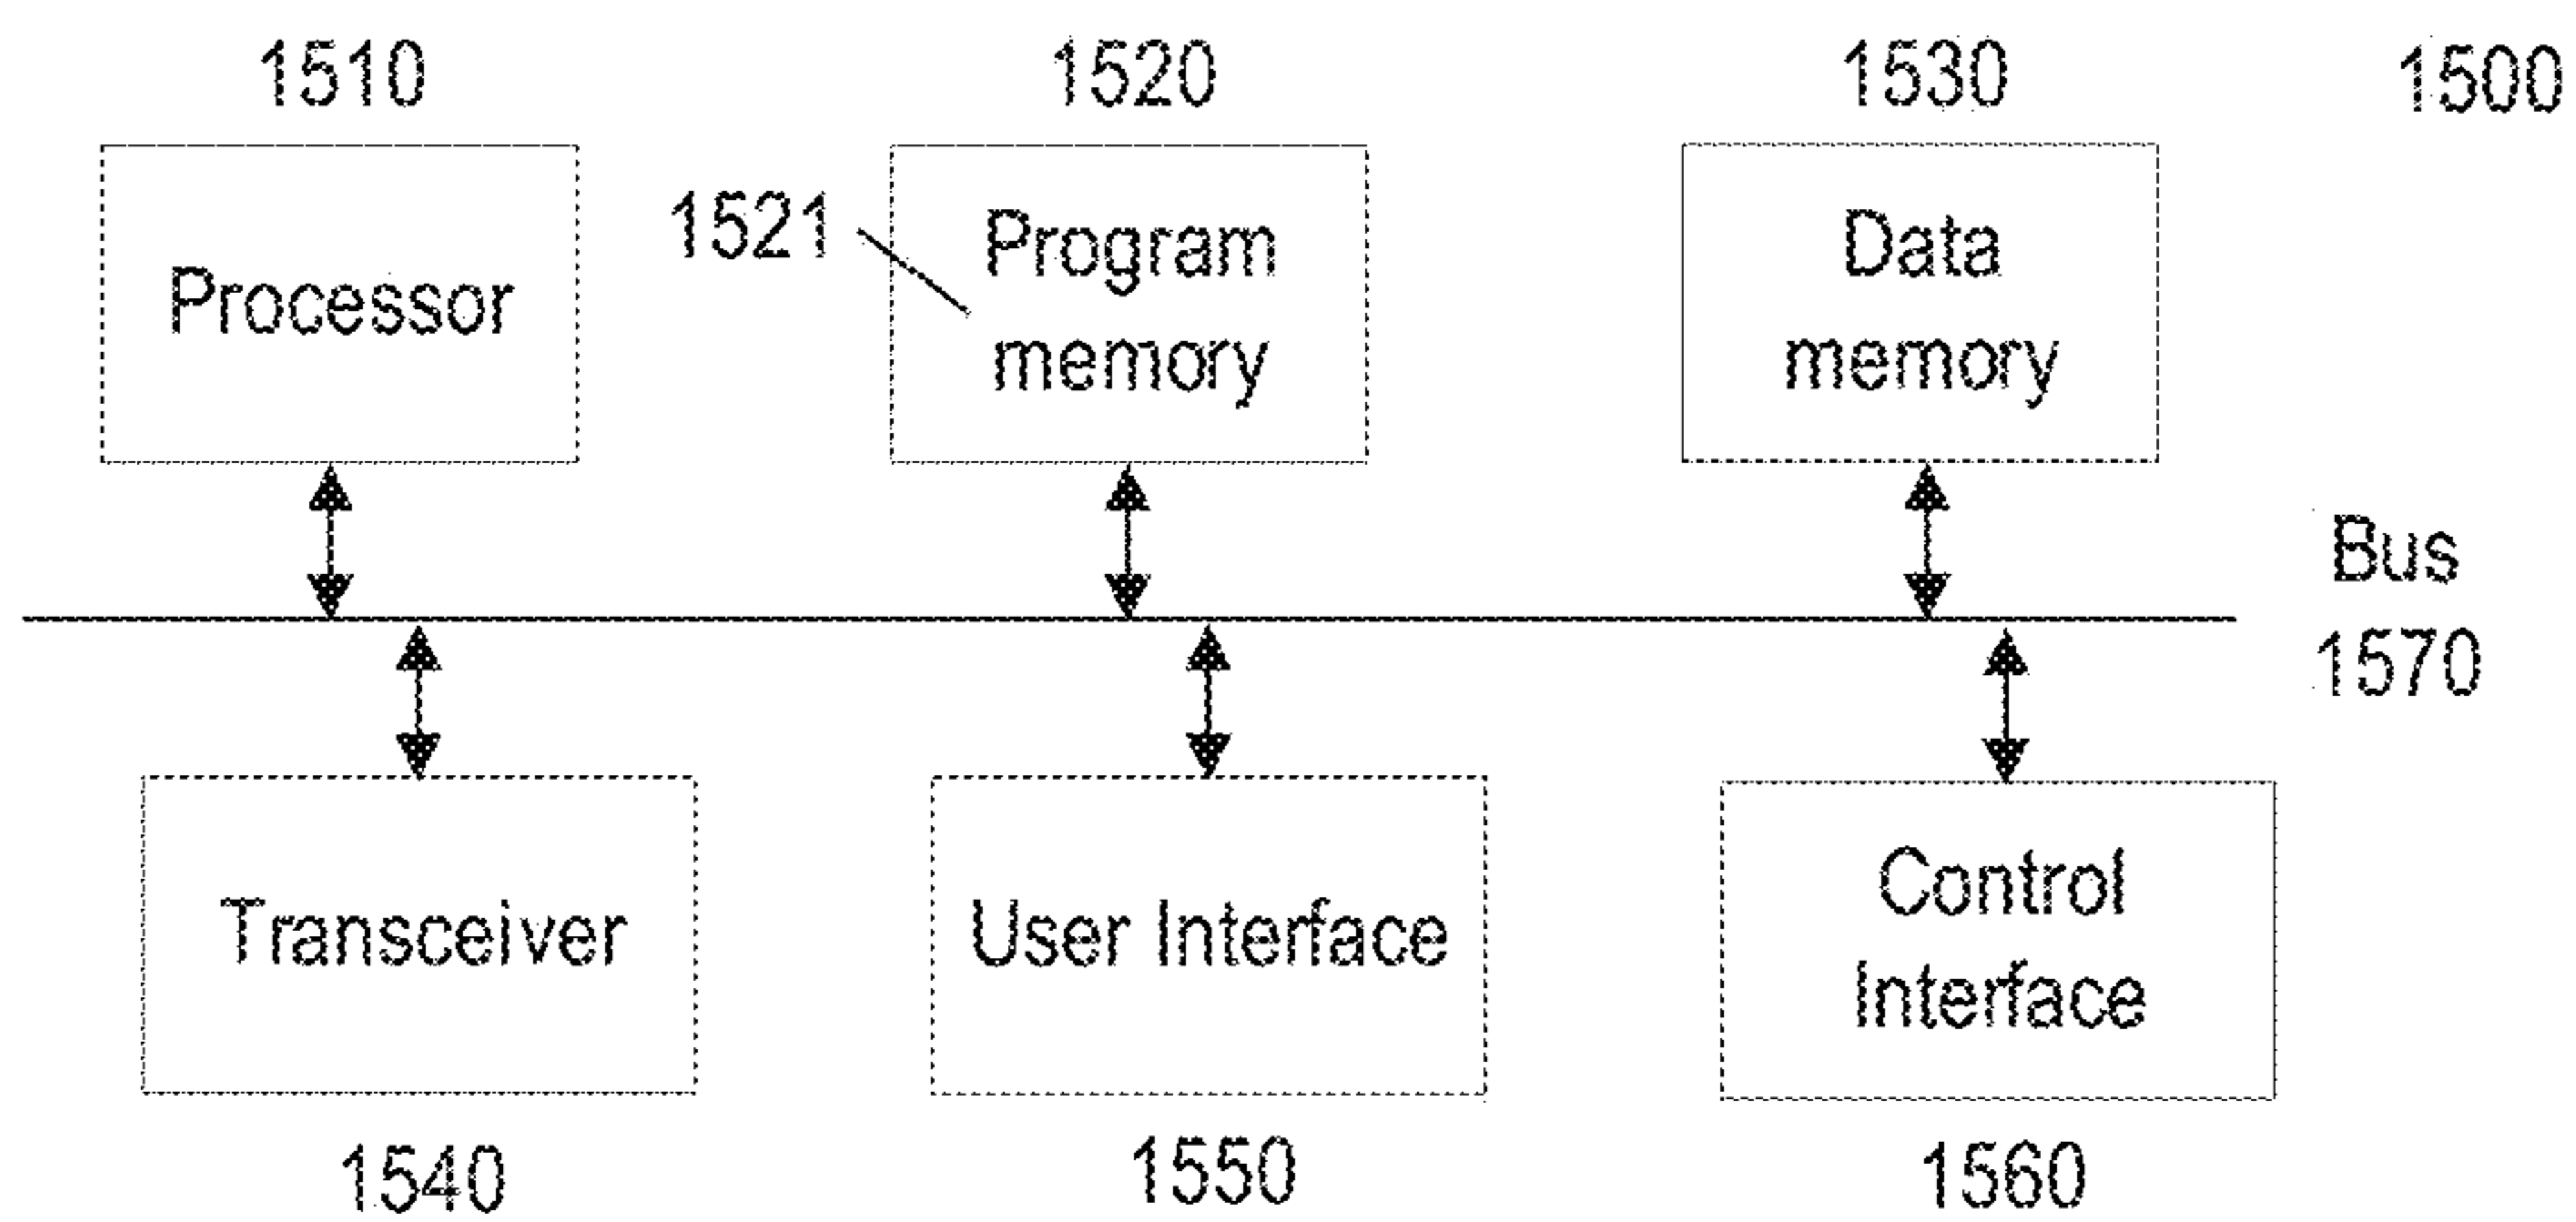 1510
1520
1530
1500
1521
Processor
Program
memory
Data
memory
Bus
1570
Transceiver
User Interface
Control
Interface
1540
1550
1560